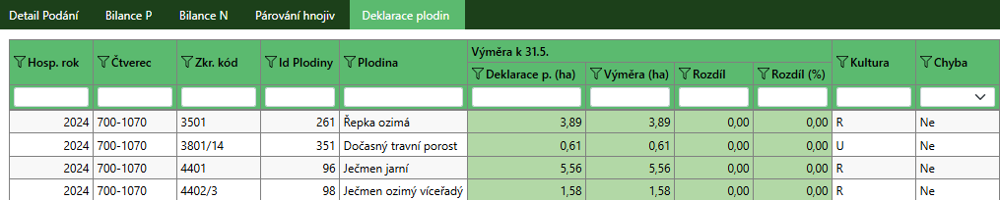 Detail Podání Bilance P Bilance N Párování hnojiv Deklarace plodin
Výměra k 31.5.
Hosp. rok Čtverec Zkr. kód Id Plodiny Plodina Deklarace p. (ha) Výměra (ha) Rozdíl Rozdíl (%) Kultura Chyba
2024 700-1070 3501 261 Řepka ozimá 3,89 3,89 0,00 0,00 R Ne
2024 700-1070 3801/14 351 Dočasný travní porost 0,61 0,61 0,00 0,00 U Ne
2024 700-1070 4401 96 Ječmen jarní 5,56 5,56 0,00 0,00 R Ne
2024 700-1070 4402/3 98 Ječmen ozimý víceřadý 1,58 1,58 0,00 0,00 R Ne